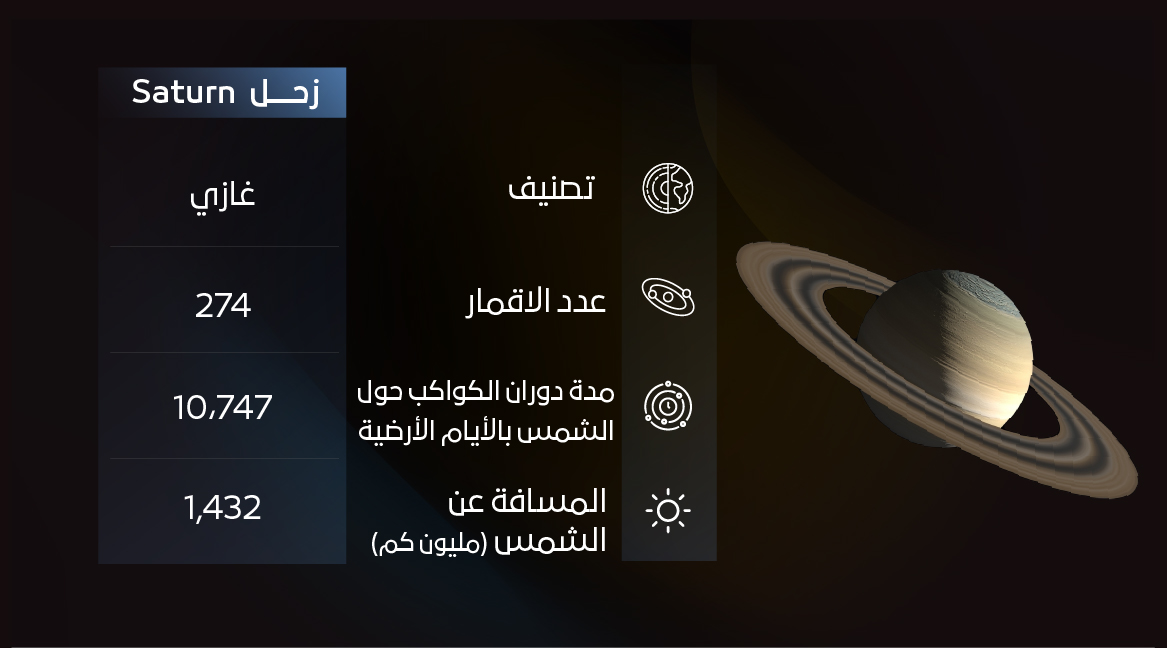 زحـــل Saturn
تصنيف
غازي
عدد الاقمار
274
مدة دوران الكواكب حول
الشمس بالأيام الأرضية
10،747
المسافة عن
الشمس (مليون كم)
1,432